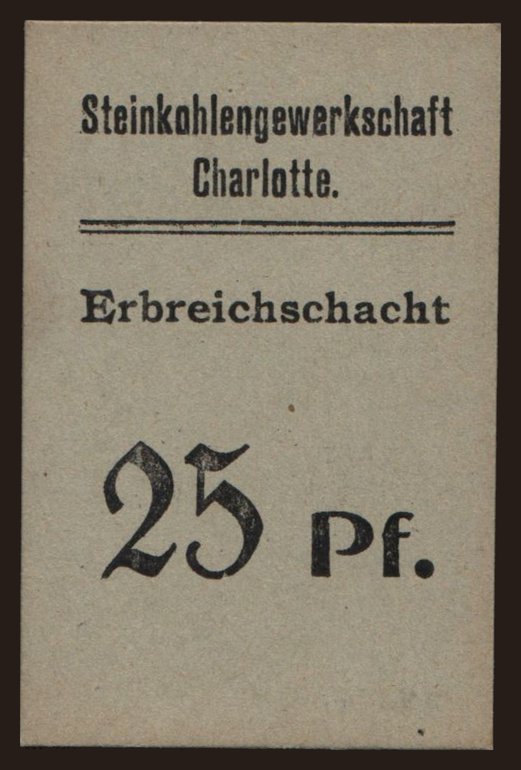 Steinkohlengewerkschaft
Charlotte.
Erbreichschacht
25 Pf.